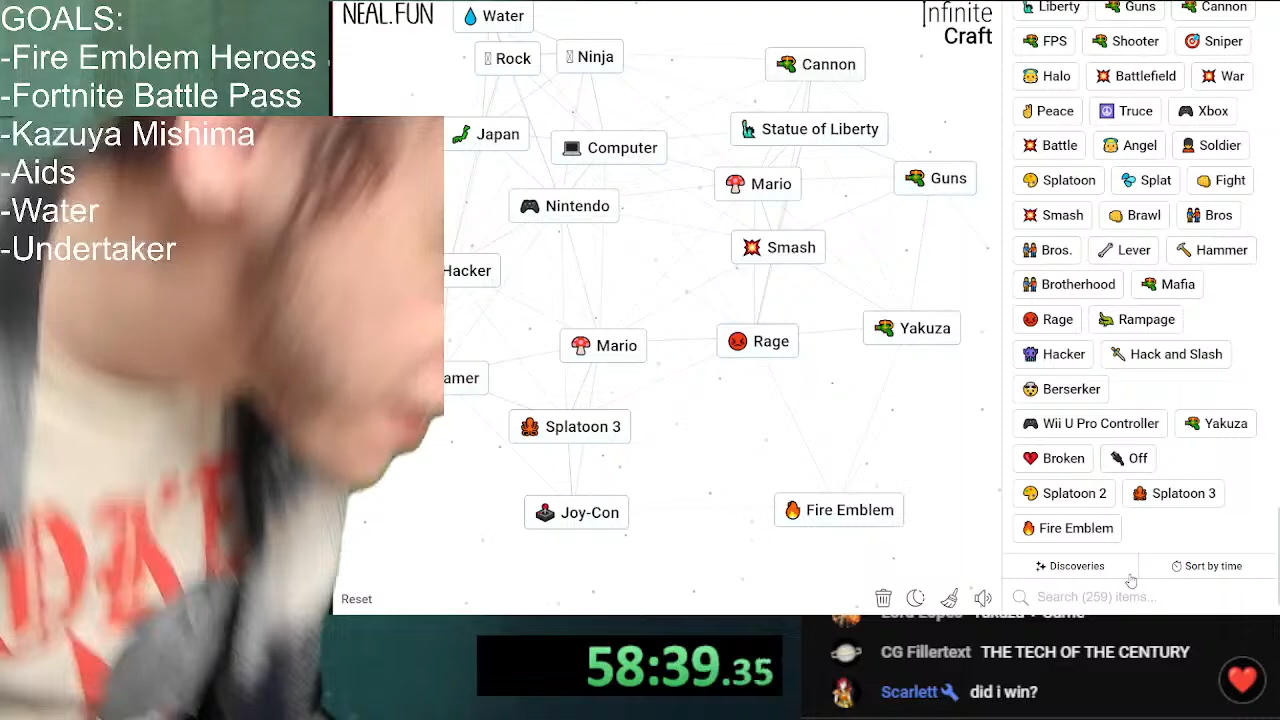 GOALS:
-Fire Emblem Heroes
-Fortnite Battle Pass
-Kazuya Mishima
-Aids
-Water
-Undertaker
NEAL.FUN
Infinite
Craft
Water
Rock
Ninja
Cannon
Japan
Computer
Statue of Liberty
Mario
Guns
Nintendo
Smash
Hacker
Mario
Rage
Yakuza
amer
Splatoon 3
Joy-Con
Fire Emblem
Reset
Liberty Guns Cannon
FPS Shooter Sniper
Halo Battlefield War
Peace Truce Xbox
Battle Angel Soldier
Splatoon Splat Fight
Smash Brawl Bros
Bros. Lever Hammer
Brotherhood Mafia
Rage Rampage
Hacker Hack and Slash
Berserker
Wii U Pro Controller Yakuza
Broken Off
Splatoon 2 Splatoon 3
Fire Emblem
Discoveries Sort by time
Search (259) items...
58:39.35
CG Fillertext THE TECH OF THE CENTURY
Scarlett did i win?